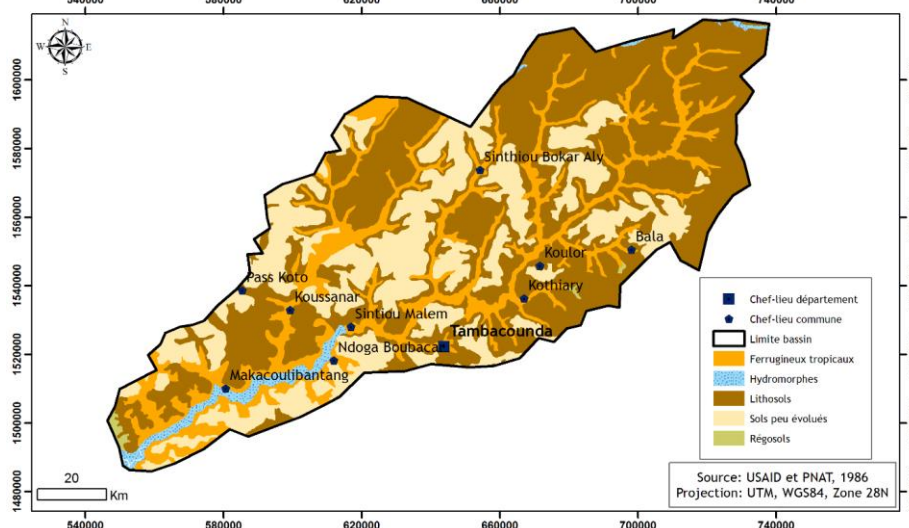 540000 580000 620000 660000 700000 740000
N
W E
S
1600000
1580000
1560000
1540000
1520000
1500000
1480000
Sinthiou Bokar Aly
Bala
Koulor
Pass Koto
Koussanar
Kothiary
Sintiou Malem
Tambacounda
Ndoga Boubaca
Makacoulibantang
Chef-lieu département
Chef-lieu commune
Limite bassin
Ferrugineux tropicaux
Hydromorphes
Lithosols
Sols peu évolués
Régosols
20
Km
Source: USAID et PNAT, 1986
Projection: UTM, WGS84, Zone 28N
540000 580000 620000 660000 700000 740000